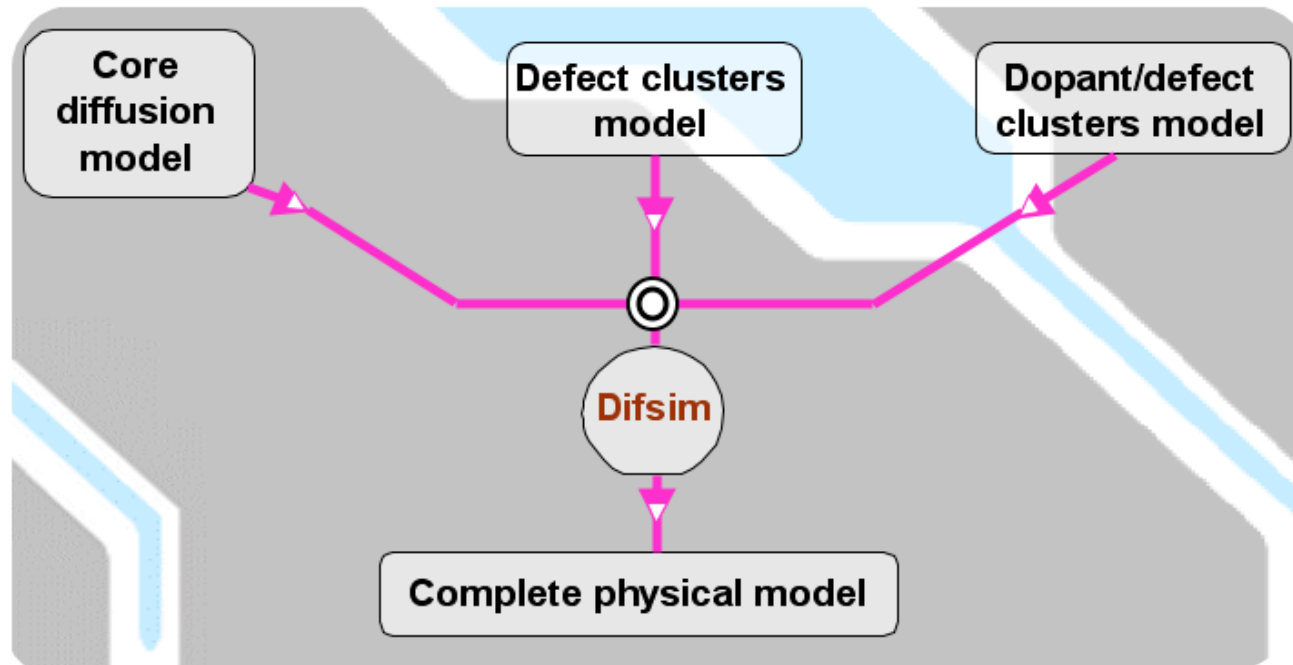 Core
diffusion
model
Defect clusters
model
Dopant/defect
clusters model
Difsim
Complete physical model